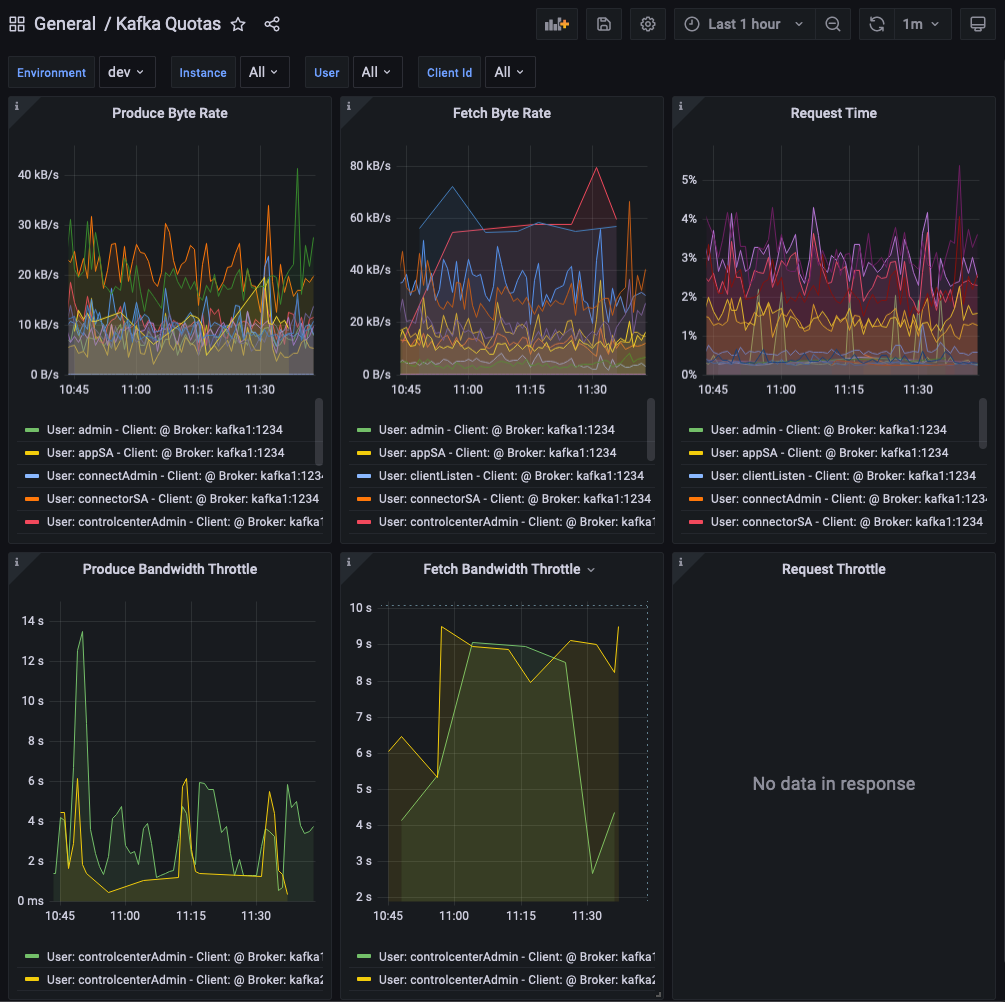 General / Kafka Quotas
Last 1 hour
1m
Environment dev Instance All User All Client Id All
i
Produce Byte Rate
40 kB/s
30 kB/s
20 kB/s
10 kB/s
0 B/s
10:45 11:00 11:15 11:30
User: admin - Client: @ Broker: kafka1:1234
User: appSA - Client: @ Broker: kafka1:1234
User: connectAdmin - Client: @ Broker: kafka1:1234
User: connectorSA - Client: @ Broker: kafka1:1234
User: controlcenterAdmin - Client: @ Broker: kafka1
i
Fetch Byte Rate
80 kB/s
60 kB/s
40 kB/s
20 kB/s
0 B/s
10:45 11:00 11:15 11:30
User: admin - Client: @ Broker: kafka1:1234
User: appSA - Client: @ Broker: kafka1:1234
User: clientListen - Client: @ Broker: kafka1:1234
User: connectorSA - Client: @ Broker: kafka1:1234
User: controlcenterAdmin - Client: @ Broker: kafka1
i
Request Time
5%
4%
3%
2%
1%
0%
10:45 11:00 11:15 11:30
User: admin - Client: @ Broker: kafka1:1234
User: appSA - Client: @ Broker: kafka1:1234
User: clientListen - Client: @ Broker: kafka1:1234
User: connectAdmin - Client: @ Broker: kafka1:1234
User: connectorSA - Client: @ Broker: kafka1:1234
i
Produce Bandwidth Throttle
14 s
12 s
10 s
8 s
6 s
4 s
2 s
0 ms
10:45 11:00 11:15 11:30
User: controlcenterAdmin - Client: @ Broker: kafka1
User: controlcenterAdmin - Client: @ Broker: kafka2
i
Fetch Bandwidth Throttle
10 s
9 s
8 s
7 s
6 s
5 s
4 s
3 s
2 s
10:45 11:00 11:15 11:30
User: controlcenterAdmin - Client: @ Broker: kafka1
User: controlcenterAdmin - Client: @ Broker: kafka2
i
Request Throttle
No data in response